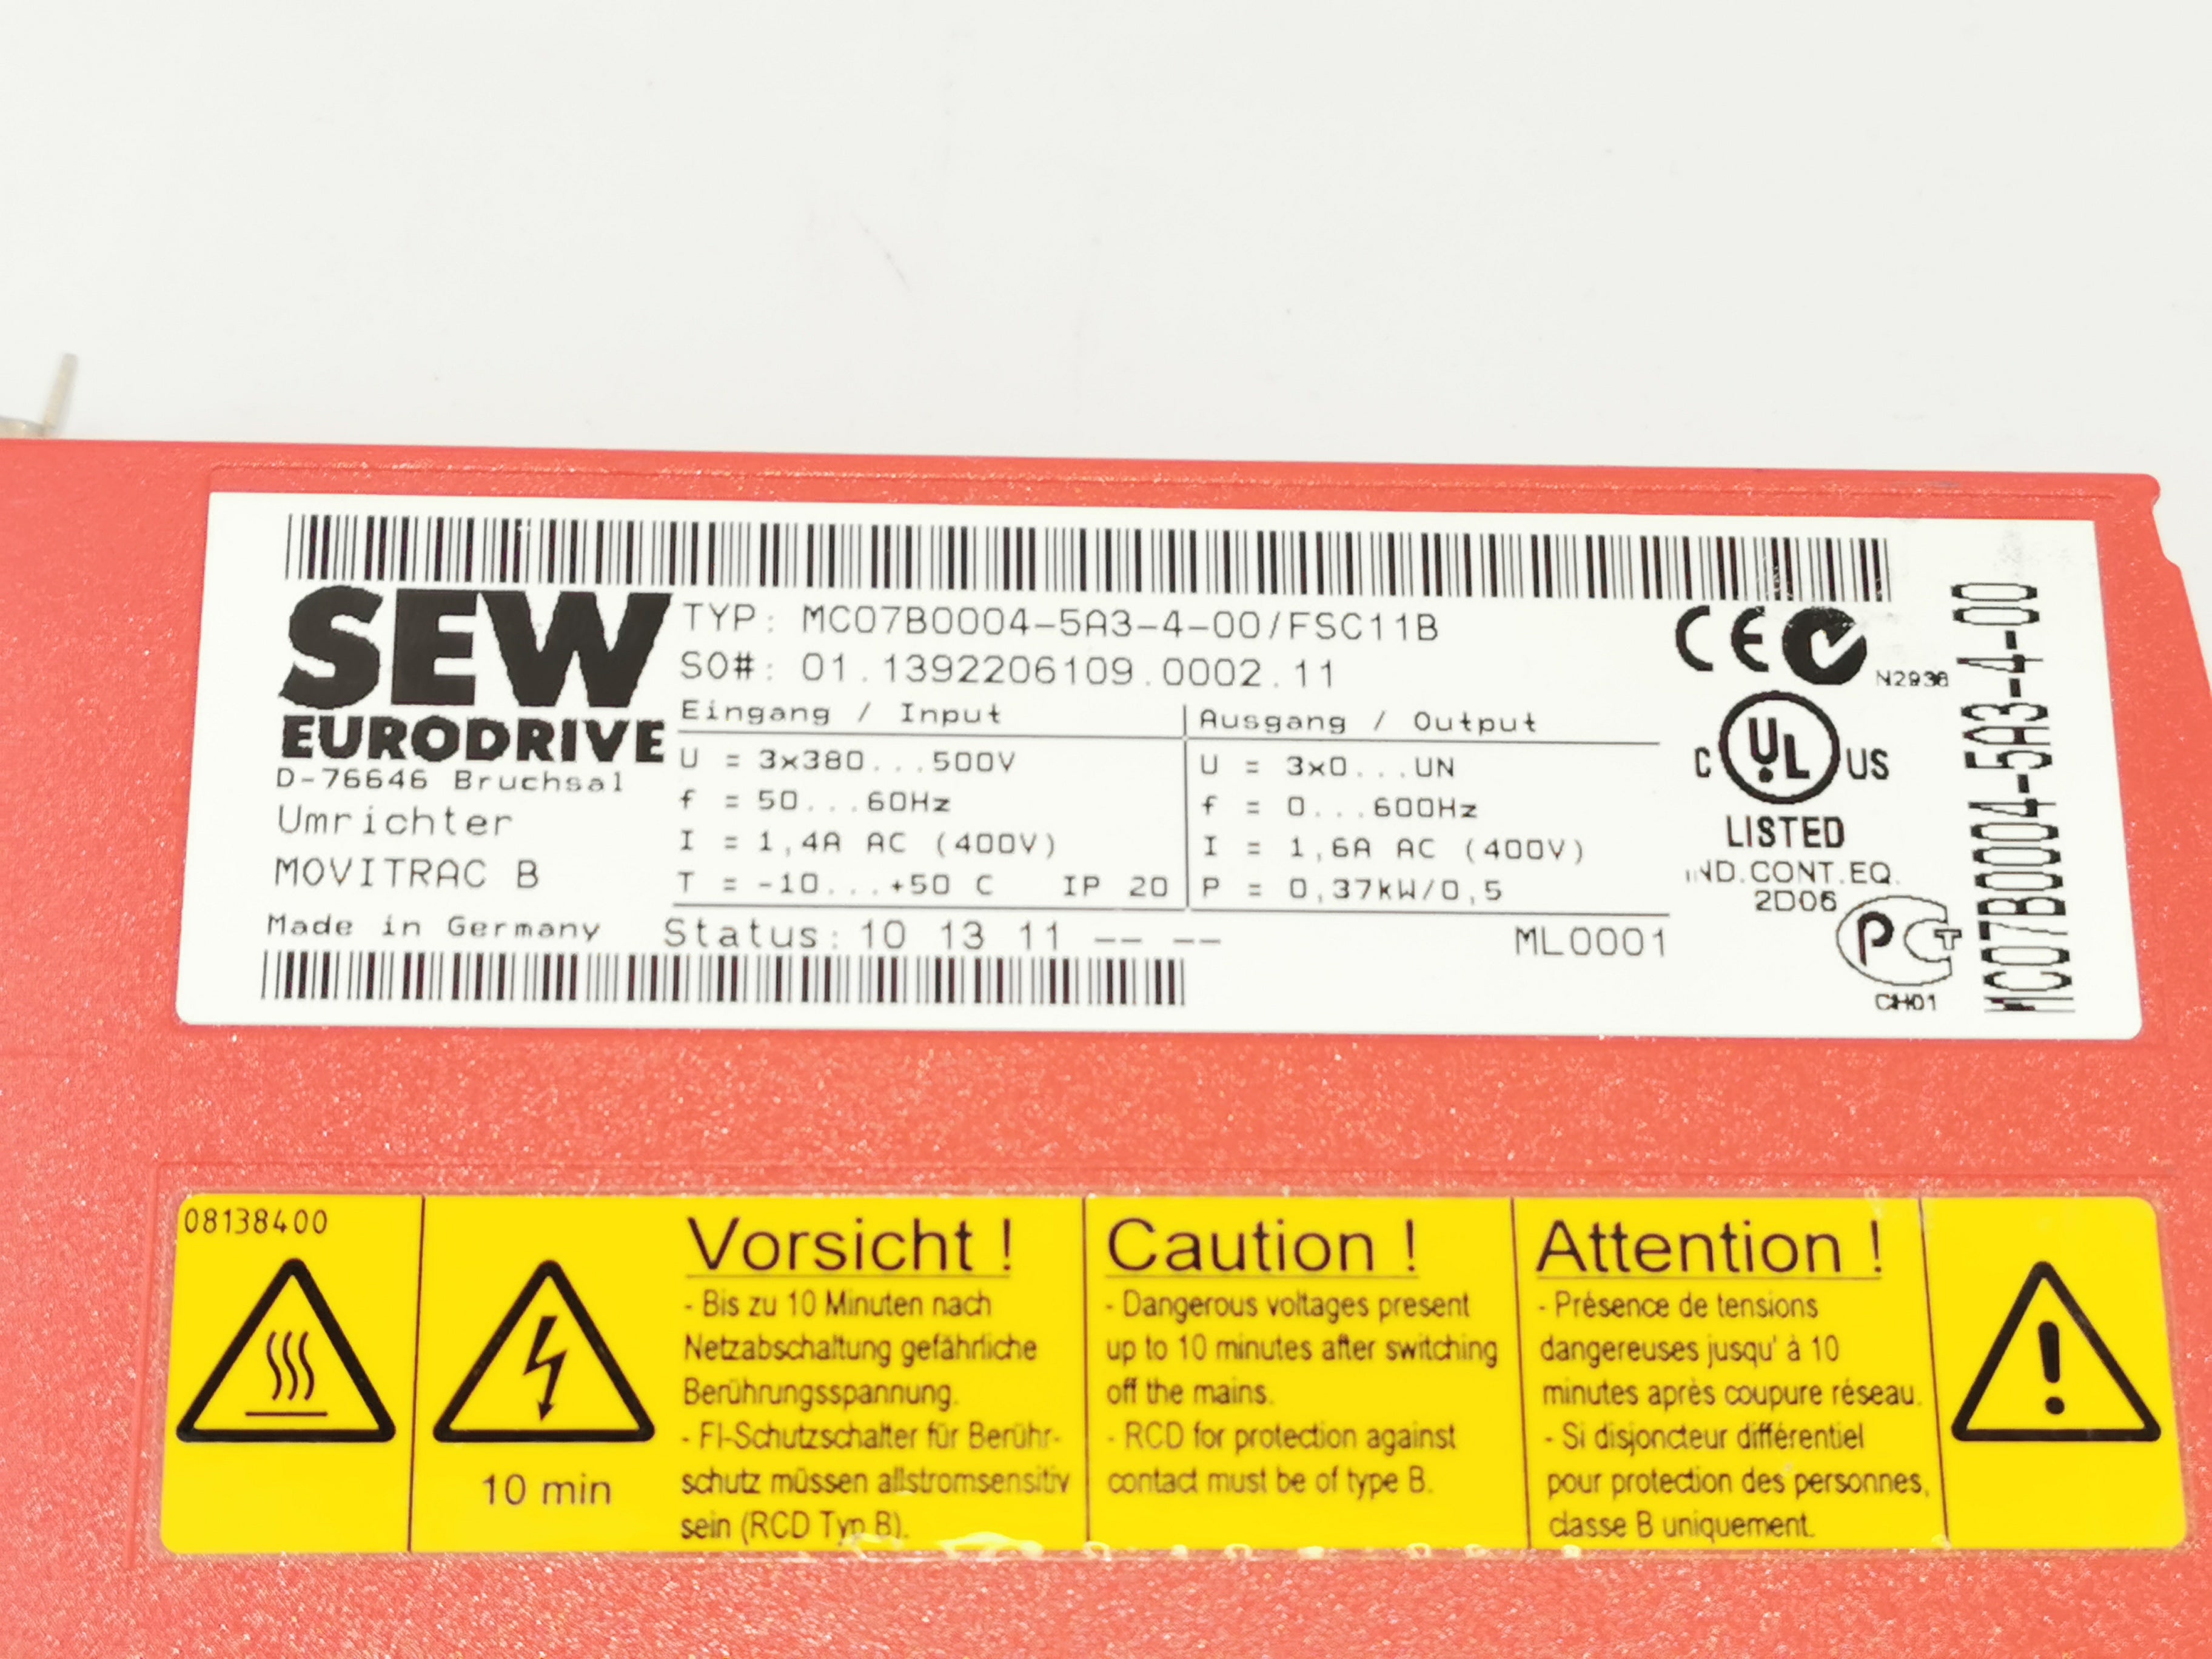 SEW
EURODRIVE
D-76646 Bruchsal
Umrichter
MOVITRAC B
Made in Germany
TYP: MC07B0004-5A3-4-00/FSC11B
SO#: 01.1392206109.0002.11
Eingang / Input
U = 3x380...500V
f = 50...60Hz
I = 1,4A AC (400V)
T = -10...+50 C IP 20
Ausgang / Output
U = 3x0...UN
f = 0...600Hz
I = 1,6A AC (400V)
P = 0,37kW/0,5
Status: 10 13 11 -- --
ML0001
CE
N2936
C UL US
LISTED
IND.CONT.EQ.
2D06
PCT
CH01
MC07B0004-5A3-4-00
08138400
10 min
Vorsicht !
- Bis zu 10 Minuten nach
Netzabschaltung gefährliche
Berührungsspannung.
- FI-Schutzschalter für Berühr-
schutz müssen allstromsensitiv
sein (RCD Typ B).
Caution !
- Dangerous voltages present
up to 10 minutes after switching
off the mains.
- RCD for protection against
contact must be of type B.
Attention !
- Présence de tensions
dangereuses jusqu' à 10
minutes après coupure réseau.
- Si disjoncteur différentiel
pour protection des personnes,
classe B uniquement.